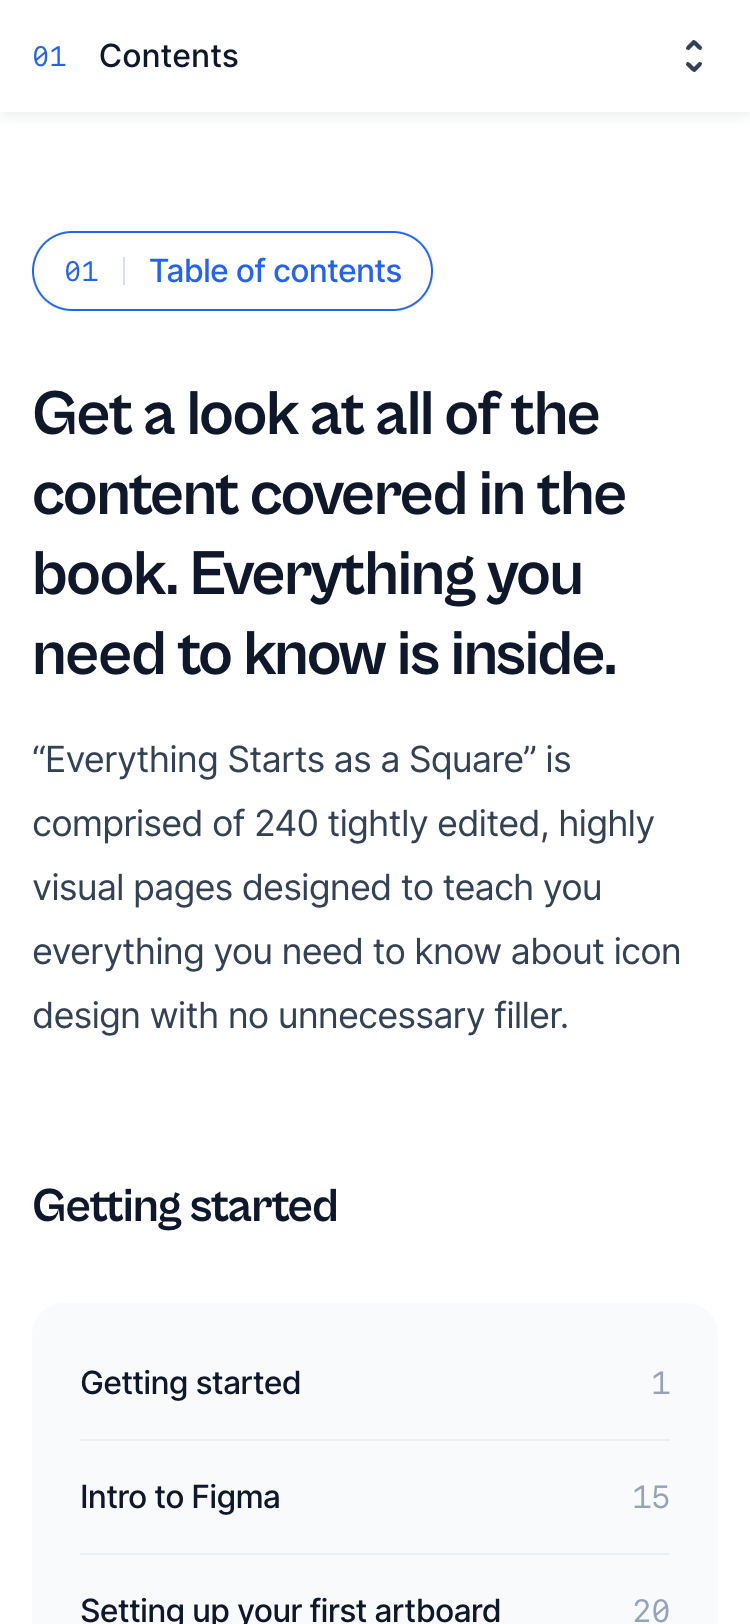 01 Contents
01 Table of contents
Get a look at all of the
content covered in the
book. Everything you
need to know is inside.
“Everything Starts as a Square” is
comprised of 240 tightly edited, highly
visual pages designed to teach you
everything you need to know about icon
design with no unnecessary filler.
Getting started
Getting started 1
Intro to Figma 15
Setting up your first artboard 20